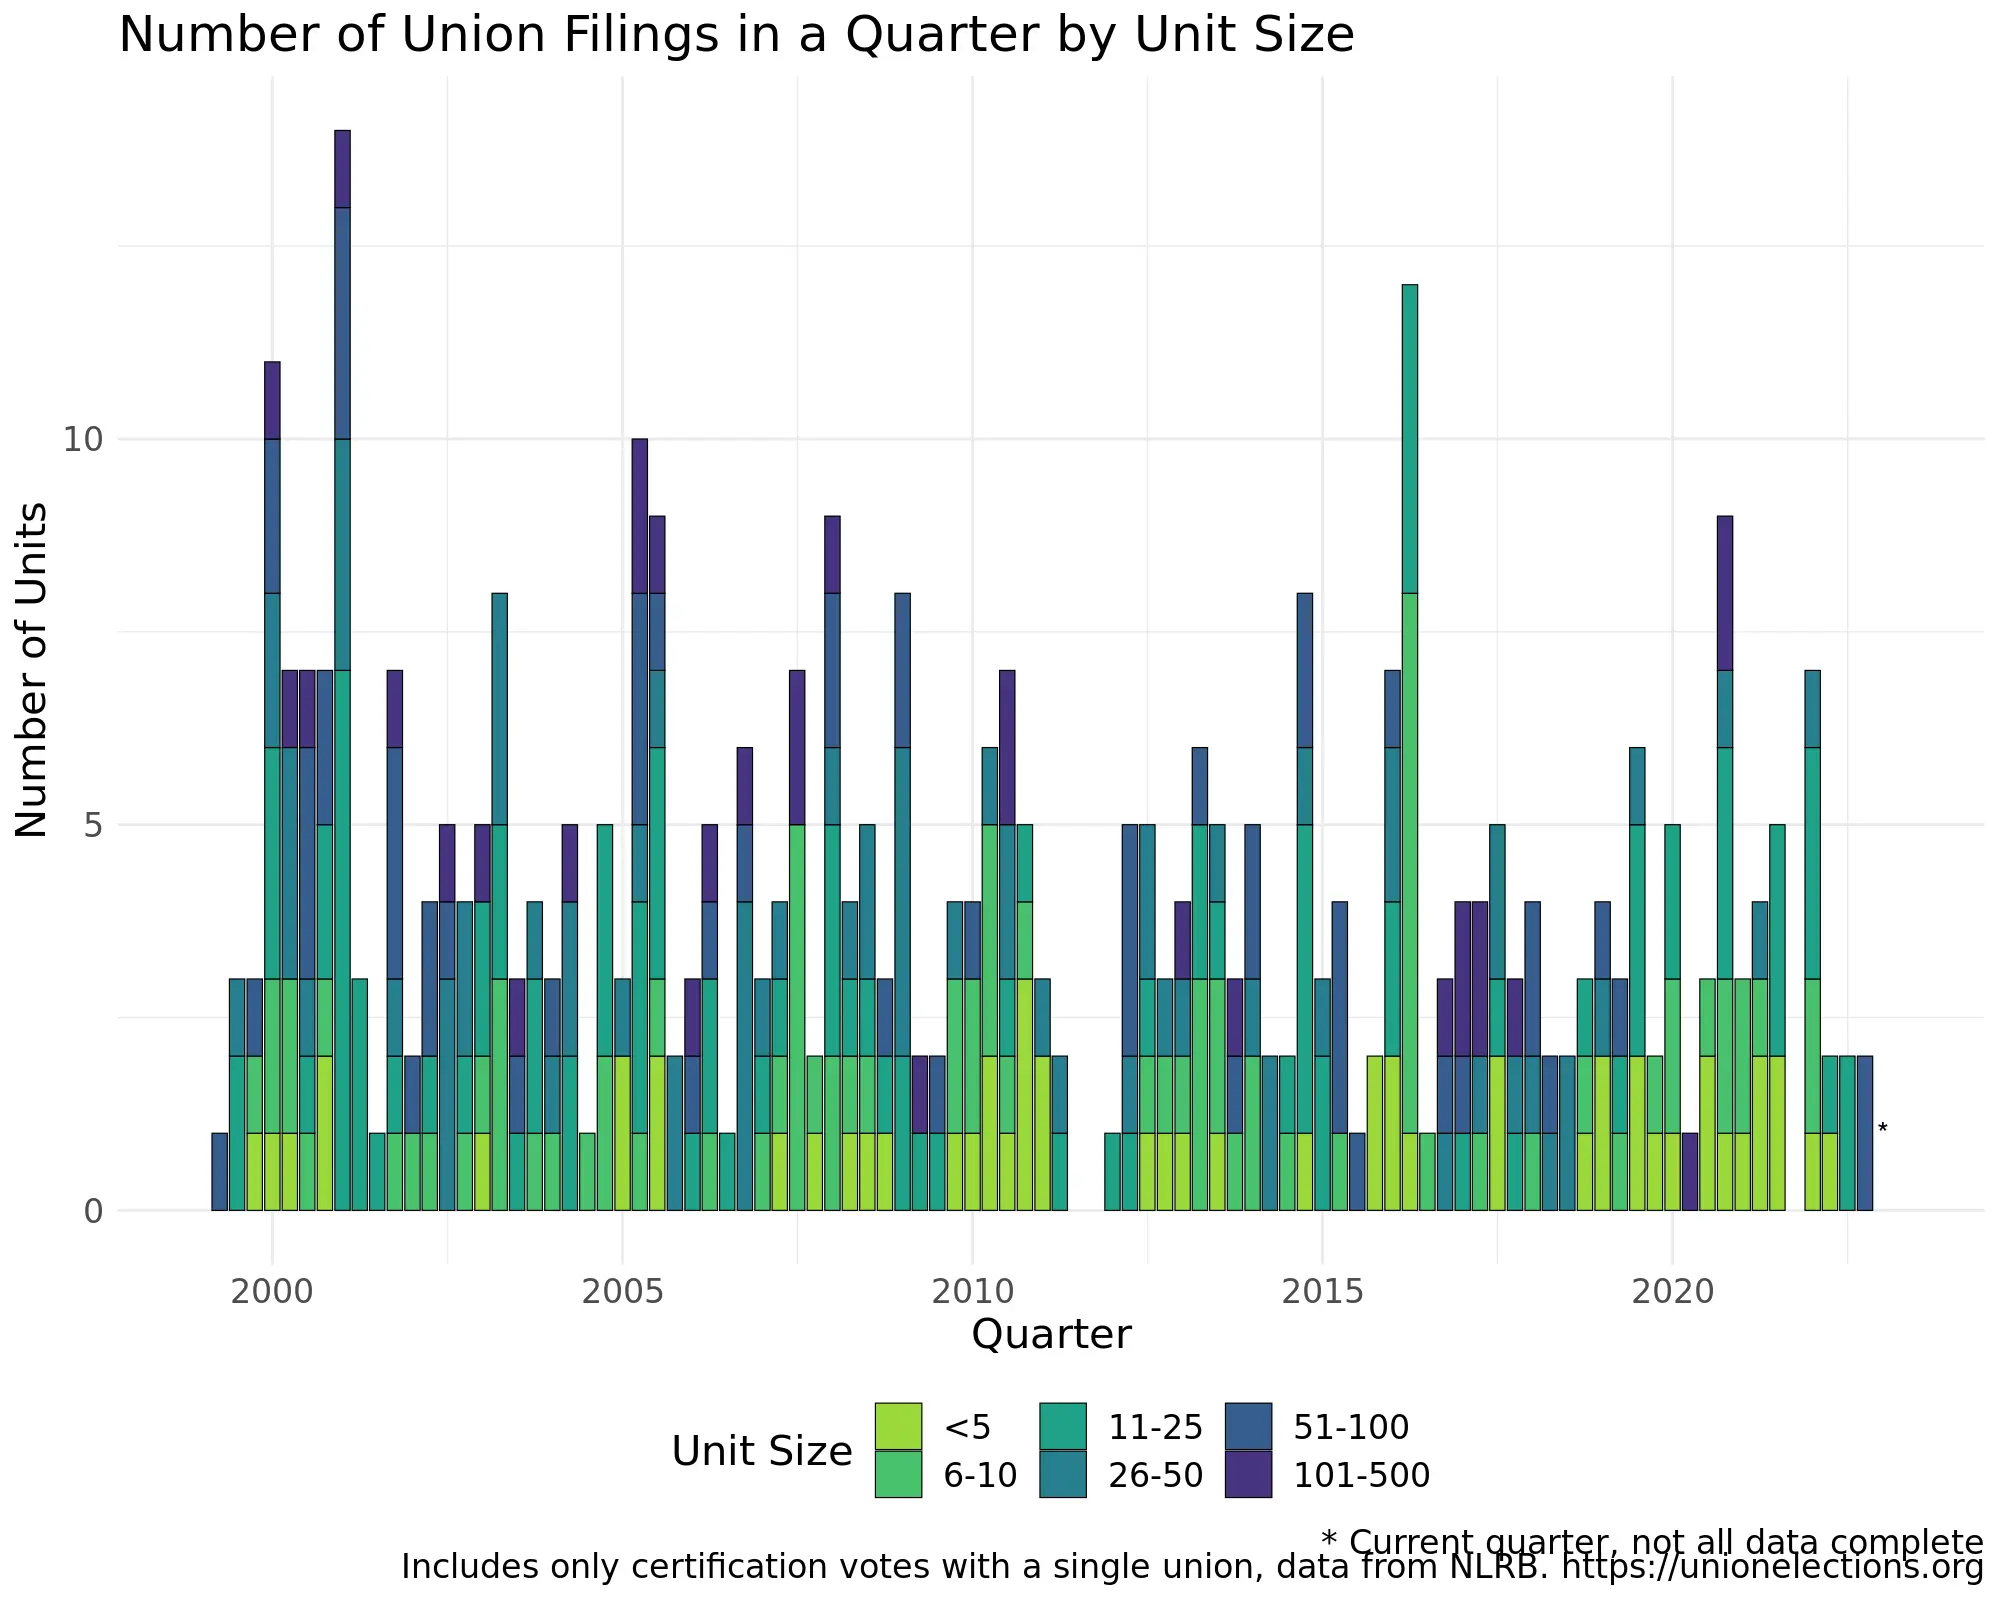 Number of Union Filings in a Quarter by Unit Size
Number of Units
10
5
0
2000 2005 2010 2015 2020
*
Quarter
Unit Size
<5 11-25 51-100
6-10 26-50 101-500
* Current quarter, not all data complete
Includes only certification votes with a single union, data from NLRB. https://unionelections.org